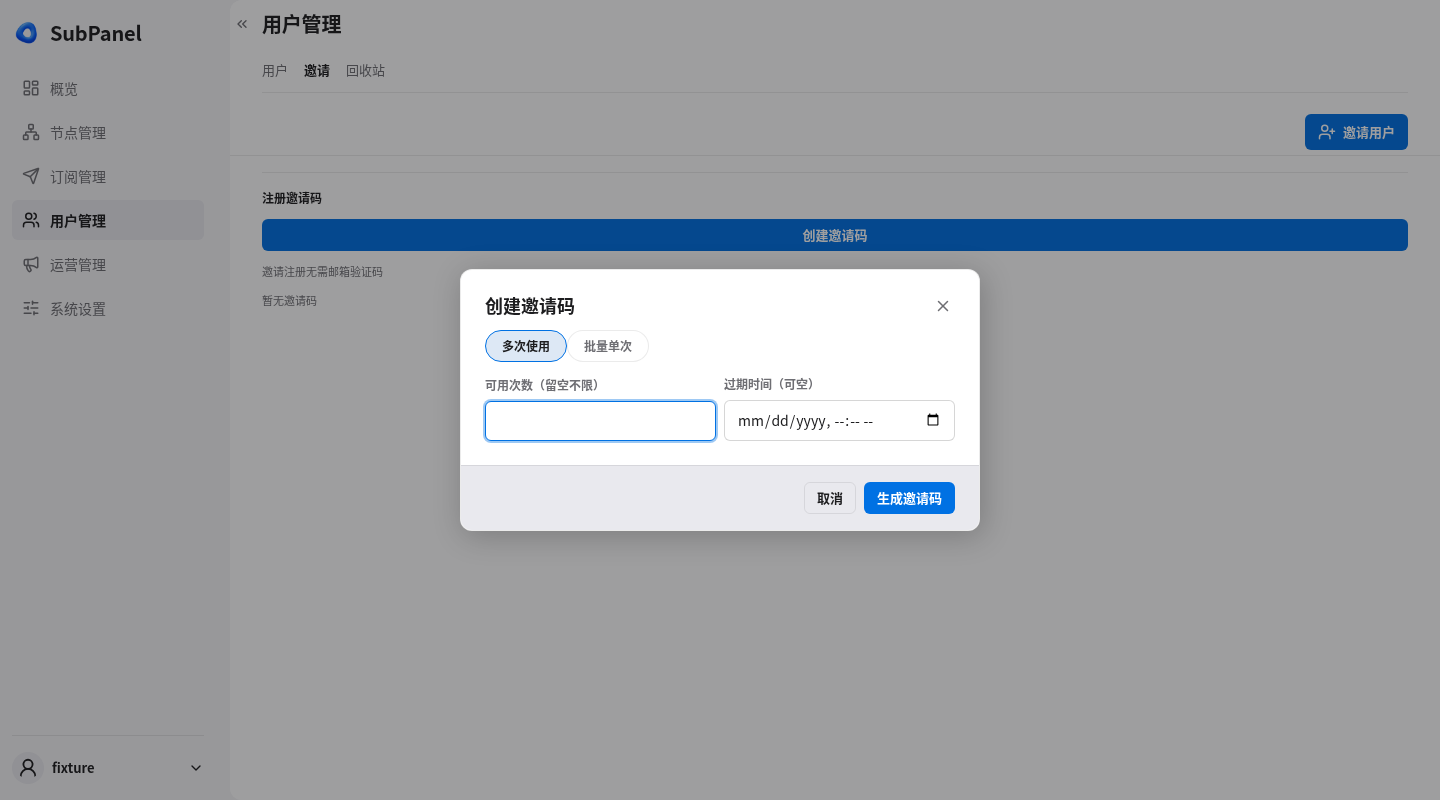 SubPanel
概览
节点管理
订阅管理
用户管理
运营管理
系统设置
fixture
用户管理
用户 邀请 回收站
邀请用户
注册邀请码
创建邀请码
邀请注册无需邮箱验证码
暂无邀请码
创建邀请码
多次使用 批量单次
可用次数（留空不限） 过期时间（可空）
mm/dd/yyyy, --:-- --
取消 生成邀请码